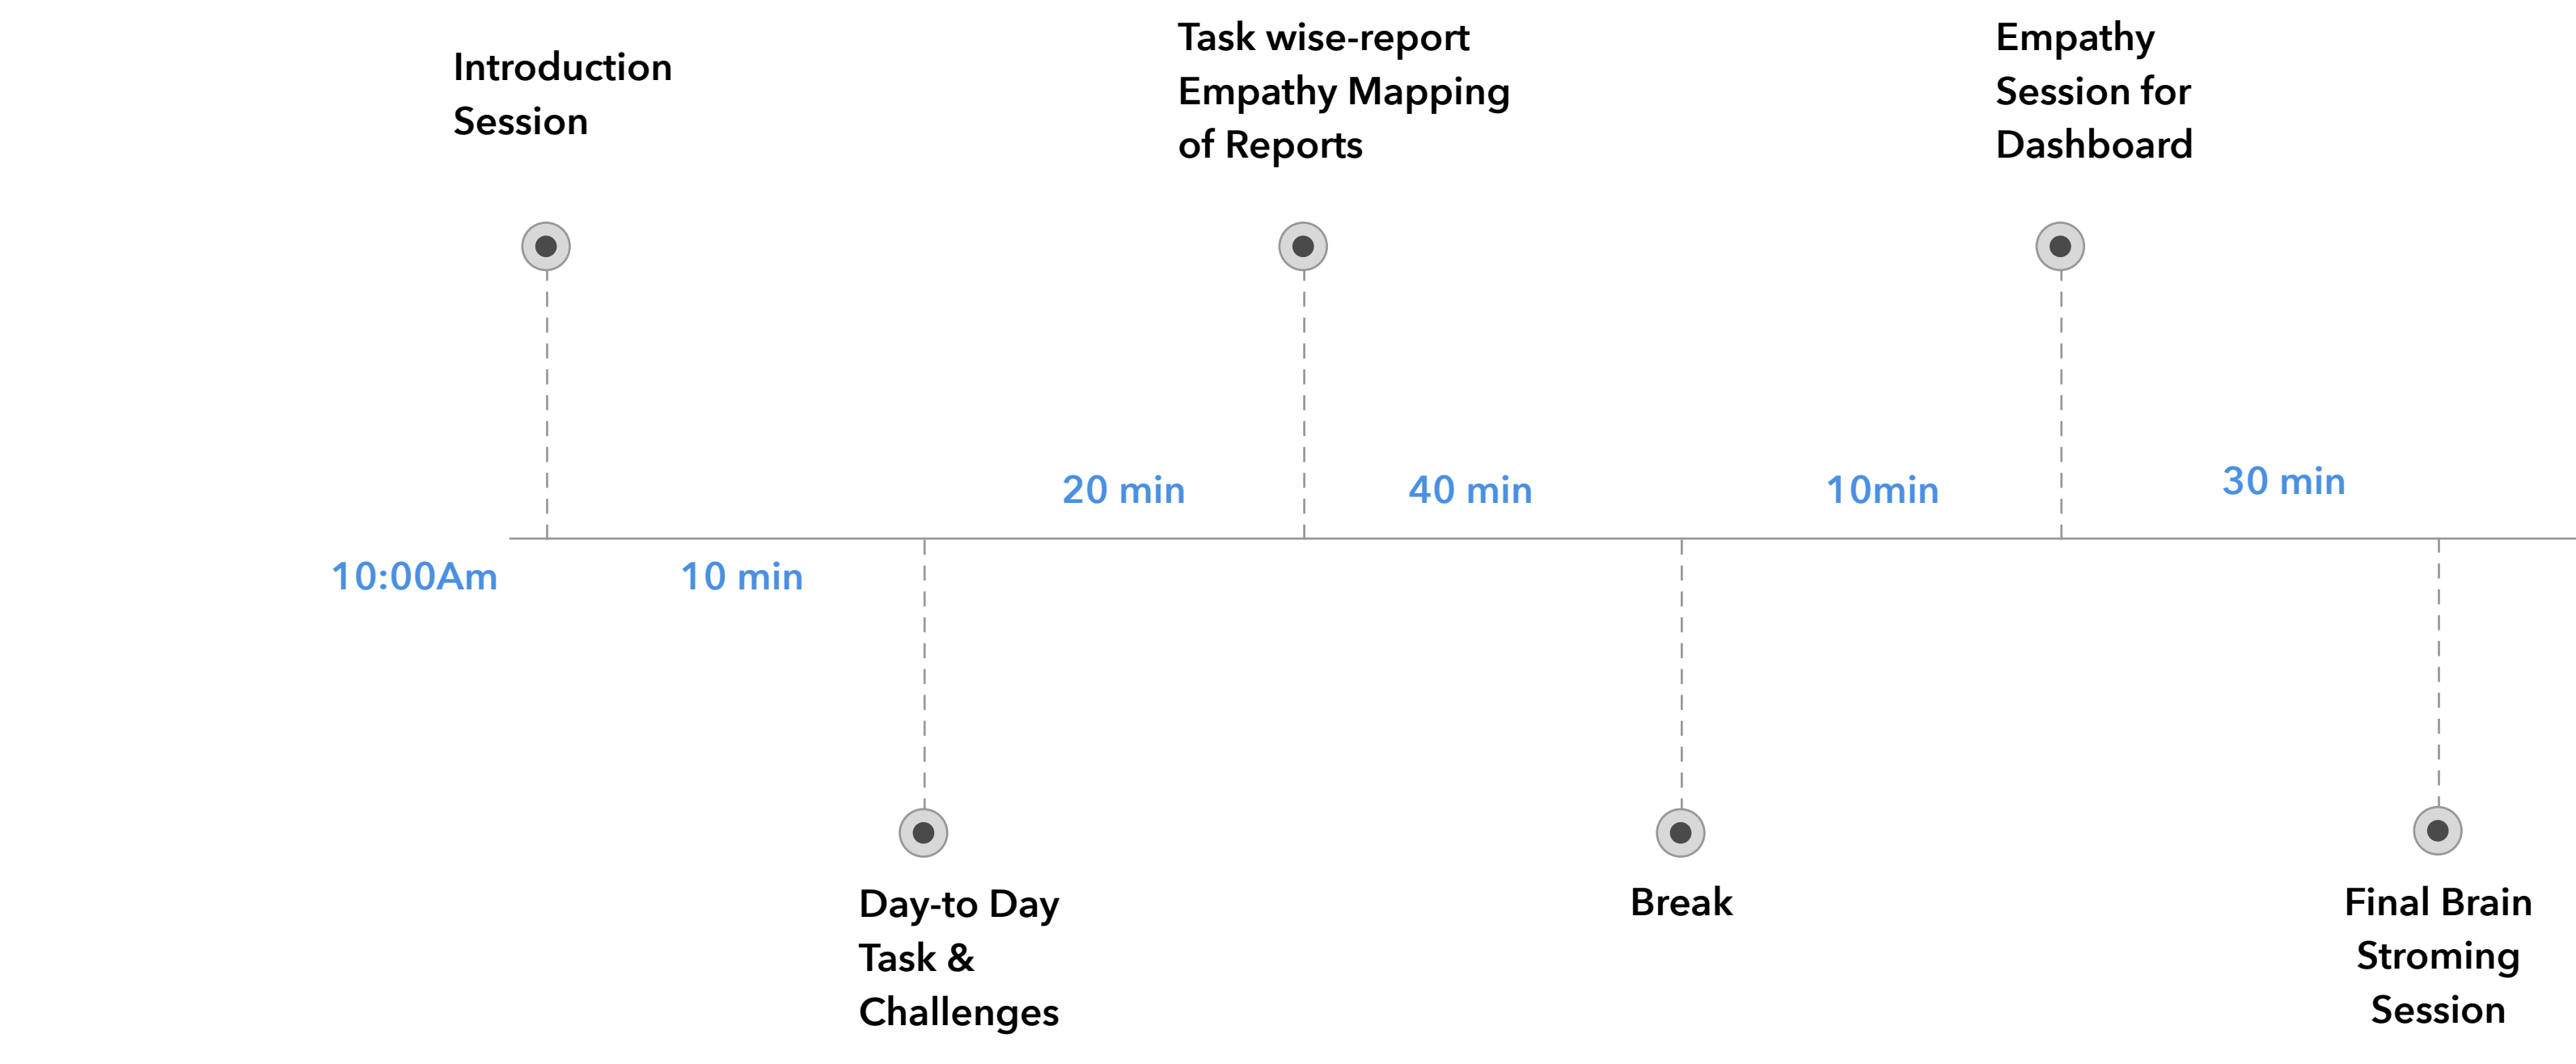 Introduction
Session
Task wise-report
Empathy Mapping
of Reports
Empathy
Session for
Dashboard
20 min
40 min
10min
30 min
10:00Am
10 min
Day-to Day
Task &
Challenges
Break
Final Brain
Stroming
Session